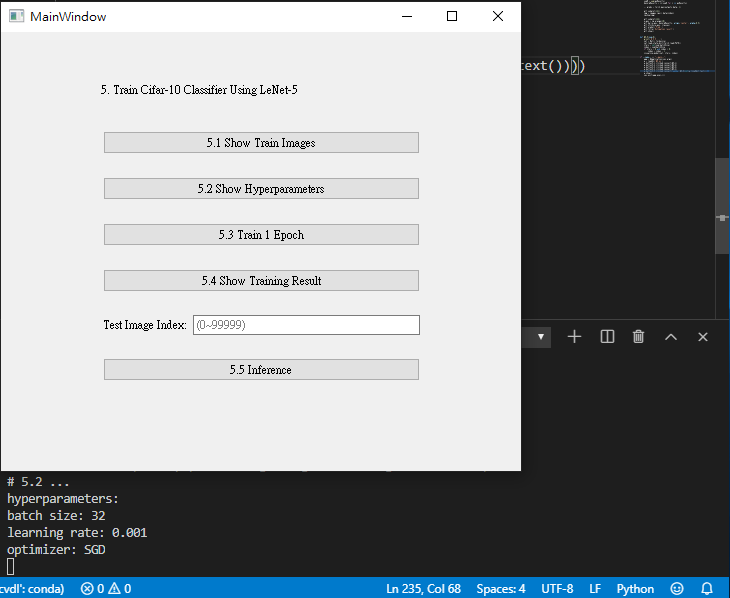 MainWindow
5. Train Cifar-10 Classifier Using LeNet-5
5.1 Show Train Images
5.2 Show Hyperparameters
5.3 Train 1 Epoch
5.4 Show Training Result
Test Image Index: (0~99999)
5.5 Inference
text())))
# 5.2 ...
hyperparameters:
batch size: 32
learning rate: 0.001
optimizer: SGD
cvdl': conda) 0 0 Ln 235, Col 68 Spaces: 4 UTF-8 LF Python